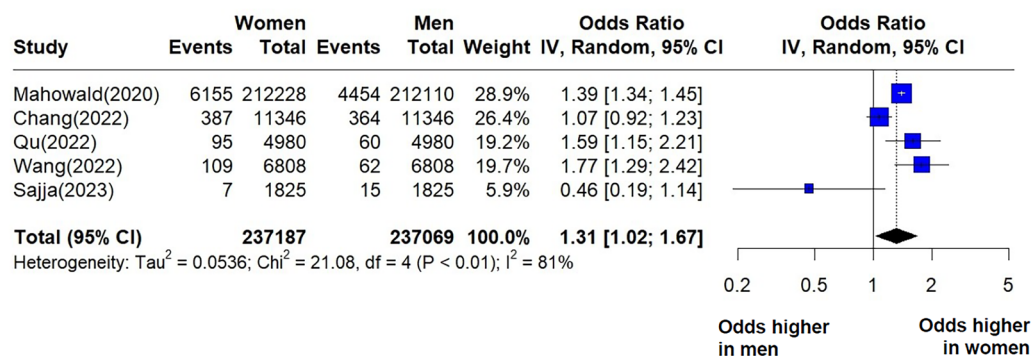 Women Men Odds Ratio Odds Ratio
Study Events Total Events Total Weight IV, Random, 95% CI IV, Random, 95% CI
Mahowald(2020) 6155 212228 4454 212110 28.9% 1.39 [1.34; 1.45]
Chang(2022) 387 11346 364 11346 26.4% 1.07 [0.92; 1.23]
Qu(2022) 95 4980 60 4980 19.2% 1.59 [1.15; 2.21]
Wang(2022) 109 6808 62 6808 19.7% 1.77 [1.29; 2.42]
Sajja(2023) 7 1825 15 1825 5.9% 0.46 [0.19; 1.14]
Total (95% CI) 237187 237069 100.0% 1.31 [1.02; 1.67]
Heterogeneity: Tau² = 0.0536; Chi² = 21.08, df = 4 (P < 0.01); I² = 81%
0.2 0.5 1 2 5
Odds higher Odds higher
in men in women